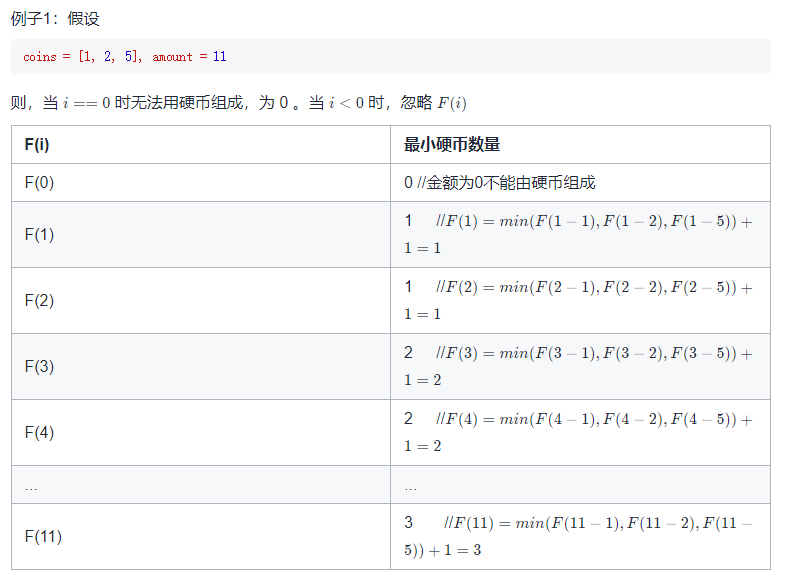 例子1：假设
coins = [1, 2, 5], amount = 11
则，当 i == 0 时无法用硬币组成，为 0 。当 i < 0 时，忽略 F(i)
F(i) 最小硬币数量
F(0) 0 //金额为0不能由硬币组成
F(1) 1 //F(1) = min(F(1 − 1), F(1 − 2), F(1 − 5)) +
1 = 1
F(2) 1 //F(2) = min(F(2 − 1), F(2 − 2), F(2 − 5)) +
1 = 1
F(3) 2 //F(3) = min(F(3 − 1), F(3 − 2), F(3 − 5)) +
1 = 2
F(4) 2 //F(4) = min(F(4 − 1), F(4 − 2), F(4 − 5)) +
1 = 2
... ...
F(11) 3 //F(11) = min(F(11 − 1), F(11 − 2), F(11 −
5)) + 1 = 3